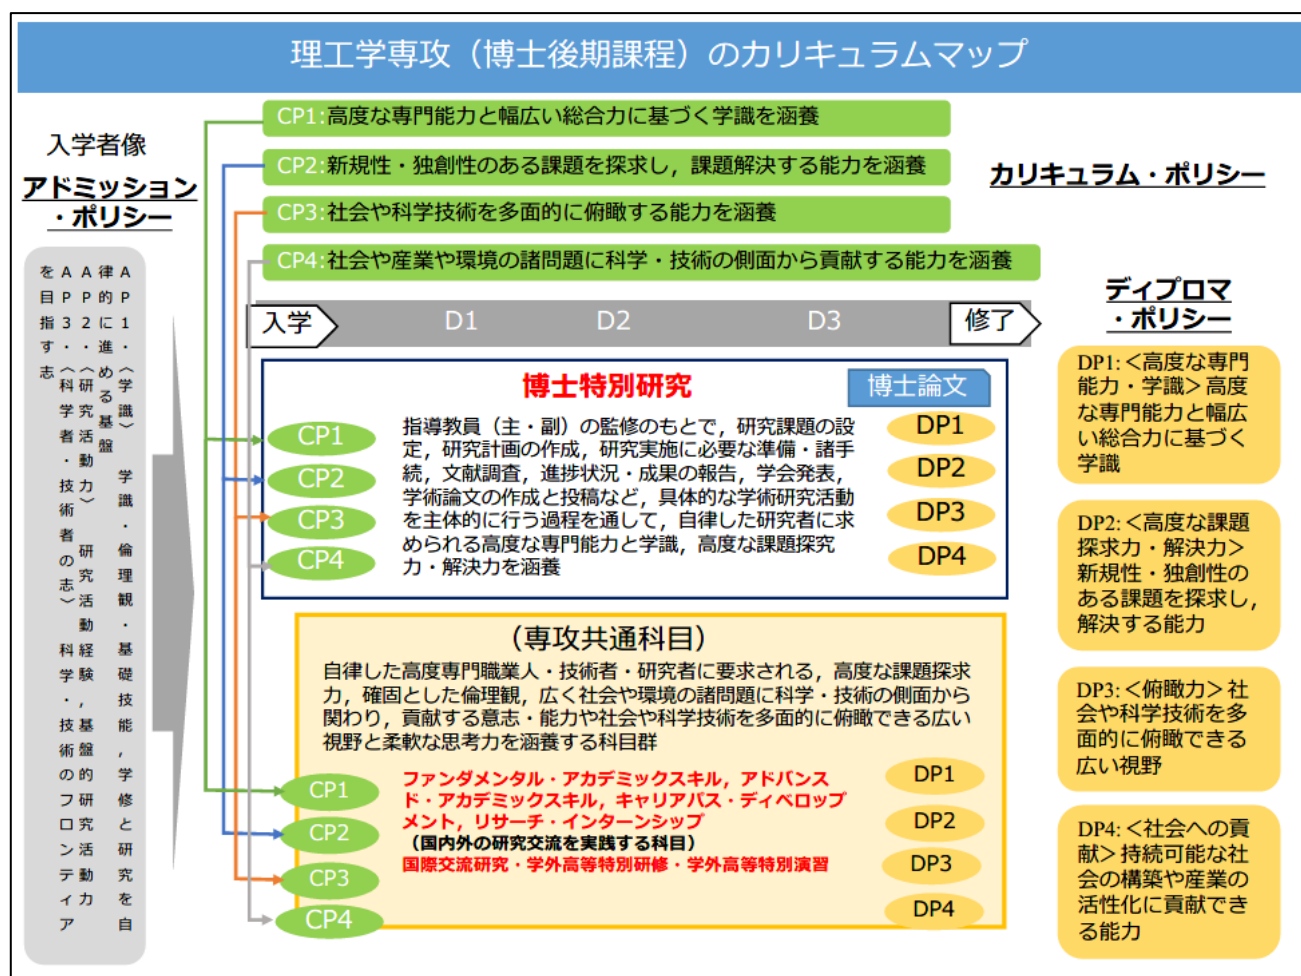 理工学専攻（博士後期課程）のカリキュラムマップ
入学者像
アドミッション
・ポリシー
AP1・〈学識〉 学識・倫理観・基礎技能，学修と研究を自
律的に進める基盤
AP2・〈研究活動力〉 研究活動経験，基盤的研究活動力
AP3・〈科学者・技術者の志〉 科学・技術のフロンティア
を目指す志
CP1:高度な専門能力と幅広い総合力に基づく学識を涵養
CP2:新規性・独創性のある課題を探求し，課題解決する能力を涵養
CP3:社会や科学技術を多面的に俯瞰する能力を涵養
CP4:社会や産業や環境の諸問題に科学・技術の側面から貢献する能力を涵養
カリキュラム・ポリシー
入学
D1
D2
D3
修了
博士特別研究
博士論文
CP1
CP2
CP3
CP4
指導教員（主・副）の監修のもとで，研究課題の設
定，研究計画の作成，研究実施に必要な準備・諸手
続，文献調査，進捗状況・成果の報告，学会発表，
学術論文の作成と投稿など，具体的な学術研究活動
を主体的に行う過程を通して，自律した研究者に求
められる高度な専門能力と学識，高度な課題探究
力・解決力を涵養
DP1
DP2
DP3
DP4
（専攻共通科目）
自律した高度専門職業人・技術者・研究者に要求される，高度な課題探求
力，確固とした倫理観，広く社会や環境の諸問題に科学・技術の側面から
関わり，貢献する意志・能力や社会や科学技術を多面的に俯瞰できる広い
視野と柔軟な思考力を涵養する科目群
CP1
CP2
CP3
CP4
ファンダメンタル・アカデミックスキル，アドバンス
ド・アカデミックスキル，キャリアパス・ディベロップ
メント，リサーチ・インターンシップ
（国内外の研究交流を実践する科目）
国際交流研究・学外高等特別研修・学外高等特別演習
DP1
DP2
DP3
DP4
ディプロマ
・ポリシー
DP1:＜高度な専門
能力・学識＞高度
な専門能力と幅広
い総合力に基づく
学識
DP2:＜高度な課題
探求力・解決力＞
新規性・独創性の
ある課題を探求し，
解決する能力
DP3:＜俯瞰力＞社
会や科学技術を多
面的に俯瞰できる
広い視野
DP4:＜社会への貢
献＞持続可能な社
会の構築や産業の
活性化に貢献でき
る能力